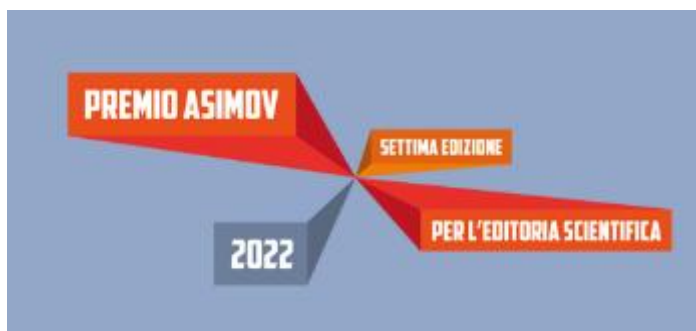 PREMIO ASIMOV
SETTIMA EDIZIONE
PER L'EDITORIA SCIENTIFICA
2022